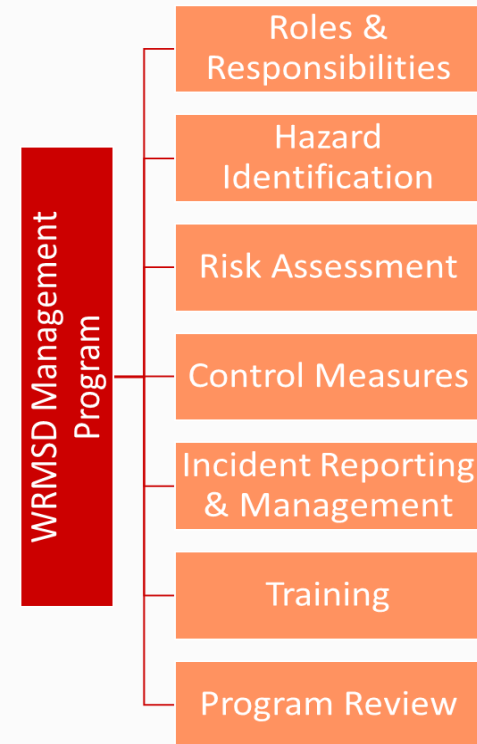 WRMSD Management
Program
Roles &
Responsibilities
Hazard
Identification
Risk Assessment
Control Measures
Incident Reporting
& Management
Training
Program Review